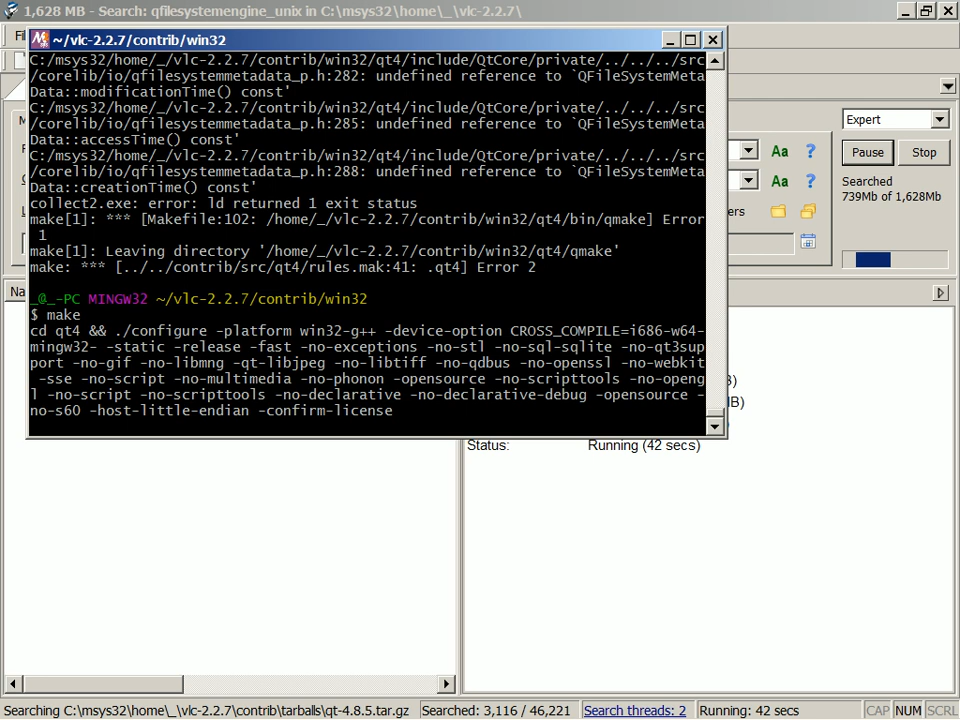 1,628 MB - Search: qfilesystemengine_unix in C:\msys32\home\_\vlc-2.2.7\
~/vlc-2.2.7/contrib/win32
C:/msys32/home/_/vlc-2.2.7/contrib/win32/qt4/include/QtCore/private/../../../src
/corelib/io/qfilesystemmetadata_p.h:282: undefined reference to `QFileSystemMeta
Data::modificationTime() const'
C:/msys32/home/_/vlc-2.2.7/contrib/win32/qt4/include/QtCore/private/../../../src
/corelib/io/qfilesystemmetadata_p.h:285: undefined reference to `QFileSystemMeta
Data::accessTime() const'
C:/msys32/home/_/vlc-2.2.7/contrib/win32/qt4/include/QtCore/private/../../../src
/corelib/io/qfilesystemmetadata_p.h:288: undefined reference to `QFileSystemMeta
Data::creationTime() const'
collect2.exe: error: ld returned 1 exit status
make[1]: *** [Makefile:102: /home/_/vlc-2.2.7/contrib/win32/qt4/bin/qmake] Error
1
make[1]: Leaving directory '/home/_/vlc-2.2.7/contrib/win32/qt4/qmake'
make: *** [../../contrib/src/qt4/rules.mak:41: .qt4] Error 2
_@_-PC MINGW32 ~/vlc-2.2.7/contrib/win32
$ make
cd qt4 && ./configure -platform win32-g++ -device-option CROSS_COMPILE=i686-w64-
mingw32- -static -release -fast -no-exceptions -no-stl -no-sql-sqlite -no-qt3sup
port -no-gif -no-libmng -qt-libjpeg -no-libtiff -no-qdbus -no-openssl -no-webkit
-sse -no-script -no-multimedia -no-phonon -opensource -no-scripttools -no-openg
l -no-script -no-scripttools -no-declarative -no-declarative-debug -opensource -
no-s60 -host-little-endian -confirm-license
Expert
Aa ?
Pause Stop
Aa ?
Searched
739Mb of 1,628Mb
ers
Na
B)
MB)
Status: Running (42 secs)
Searching C:\msys32\home\_\vlc-2.2.7\contrib\tarballs\qt-4.8.5.tar.gz Searched: 3,116 / 46,221 Search threads: 2 Running: 42 secs CAP NUM SCRL